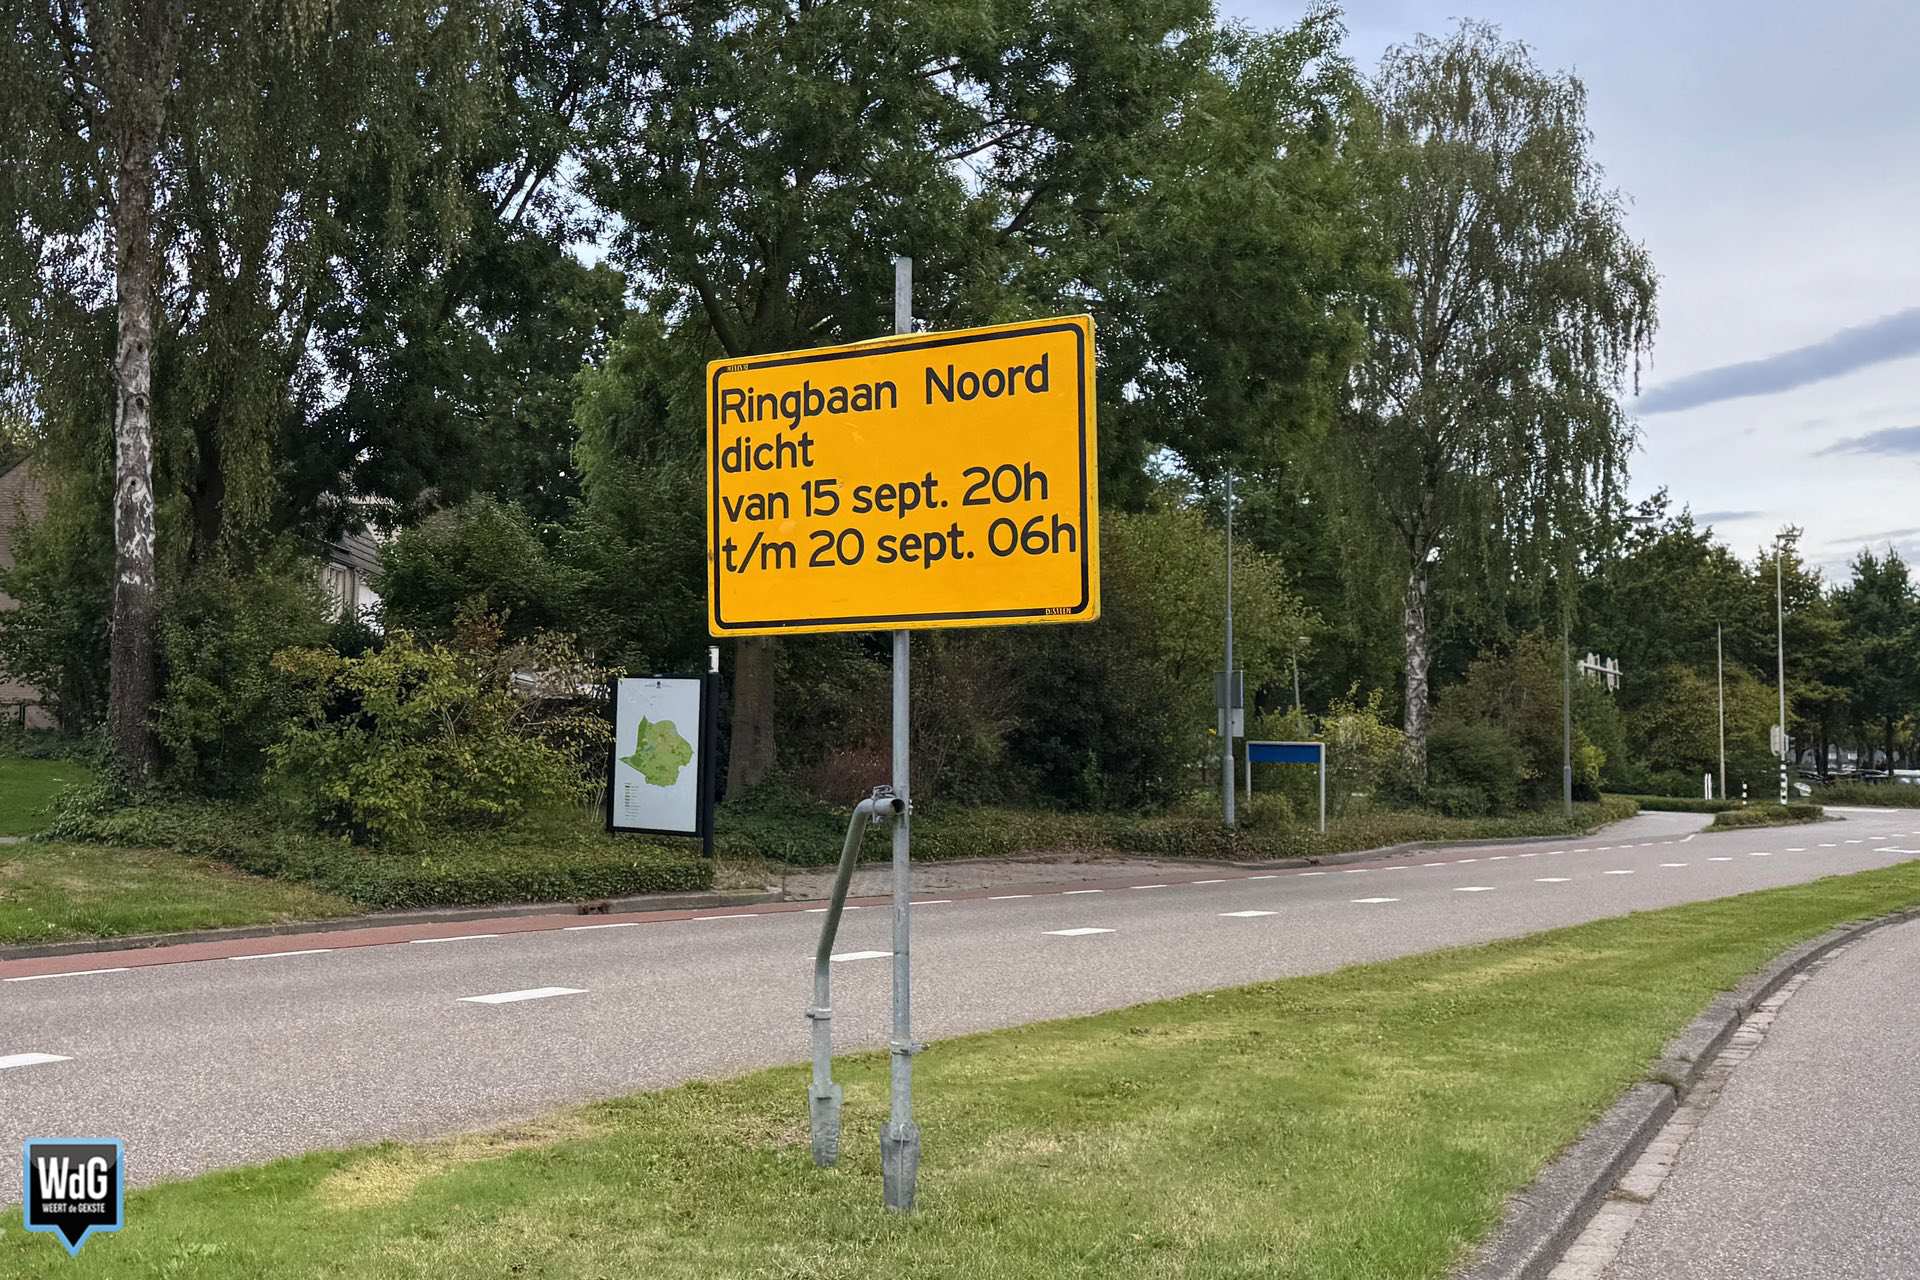 Ringbaan Noord
dicht
van 15 sept. 20h
t/m 20 sept. 06h
WdG
WEERT de GEKSTE